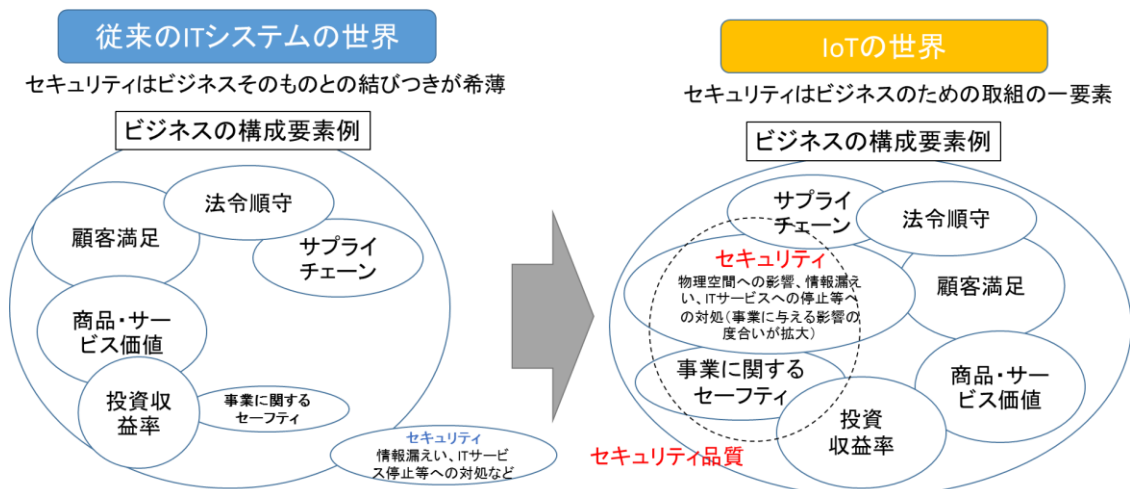 従来のITシステムの世界
セキュリティはビジネスそのものとの結びつきが希薄
ビジネスの構成要素例
法令順守
顧客満足
サプライ
チェーン
商品・サー
ビス価値
投資収
益率
事業に関する
セーフティ
セキュリティ
情報漏えい、ITサービ
ス停止等への対処など
IoTの世界
セキュリティはビジネスのための取組の一要素
ビジネスの構成要素例
サプライ
チェーン
法令順守
セキュリティ
物理空間への影響、情報漏え
い、ITサービスへの停止等へ
の対処(事業に与える影響の
度合いが拡大)
顧客満足
事業に関する
セーフティ
商品・サー
ビス価値
投資
収益率
セキュリティ品質